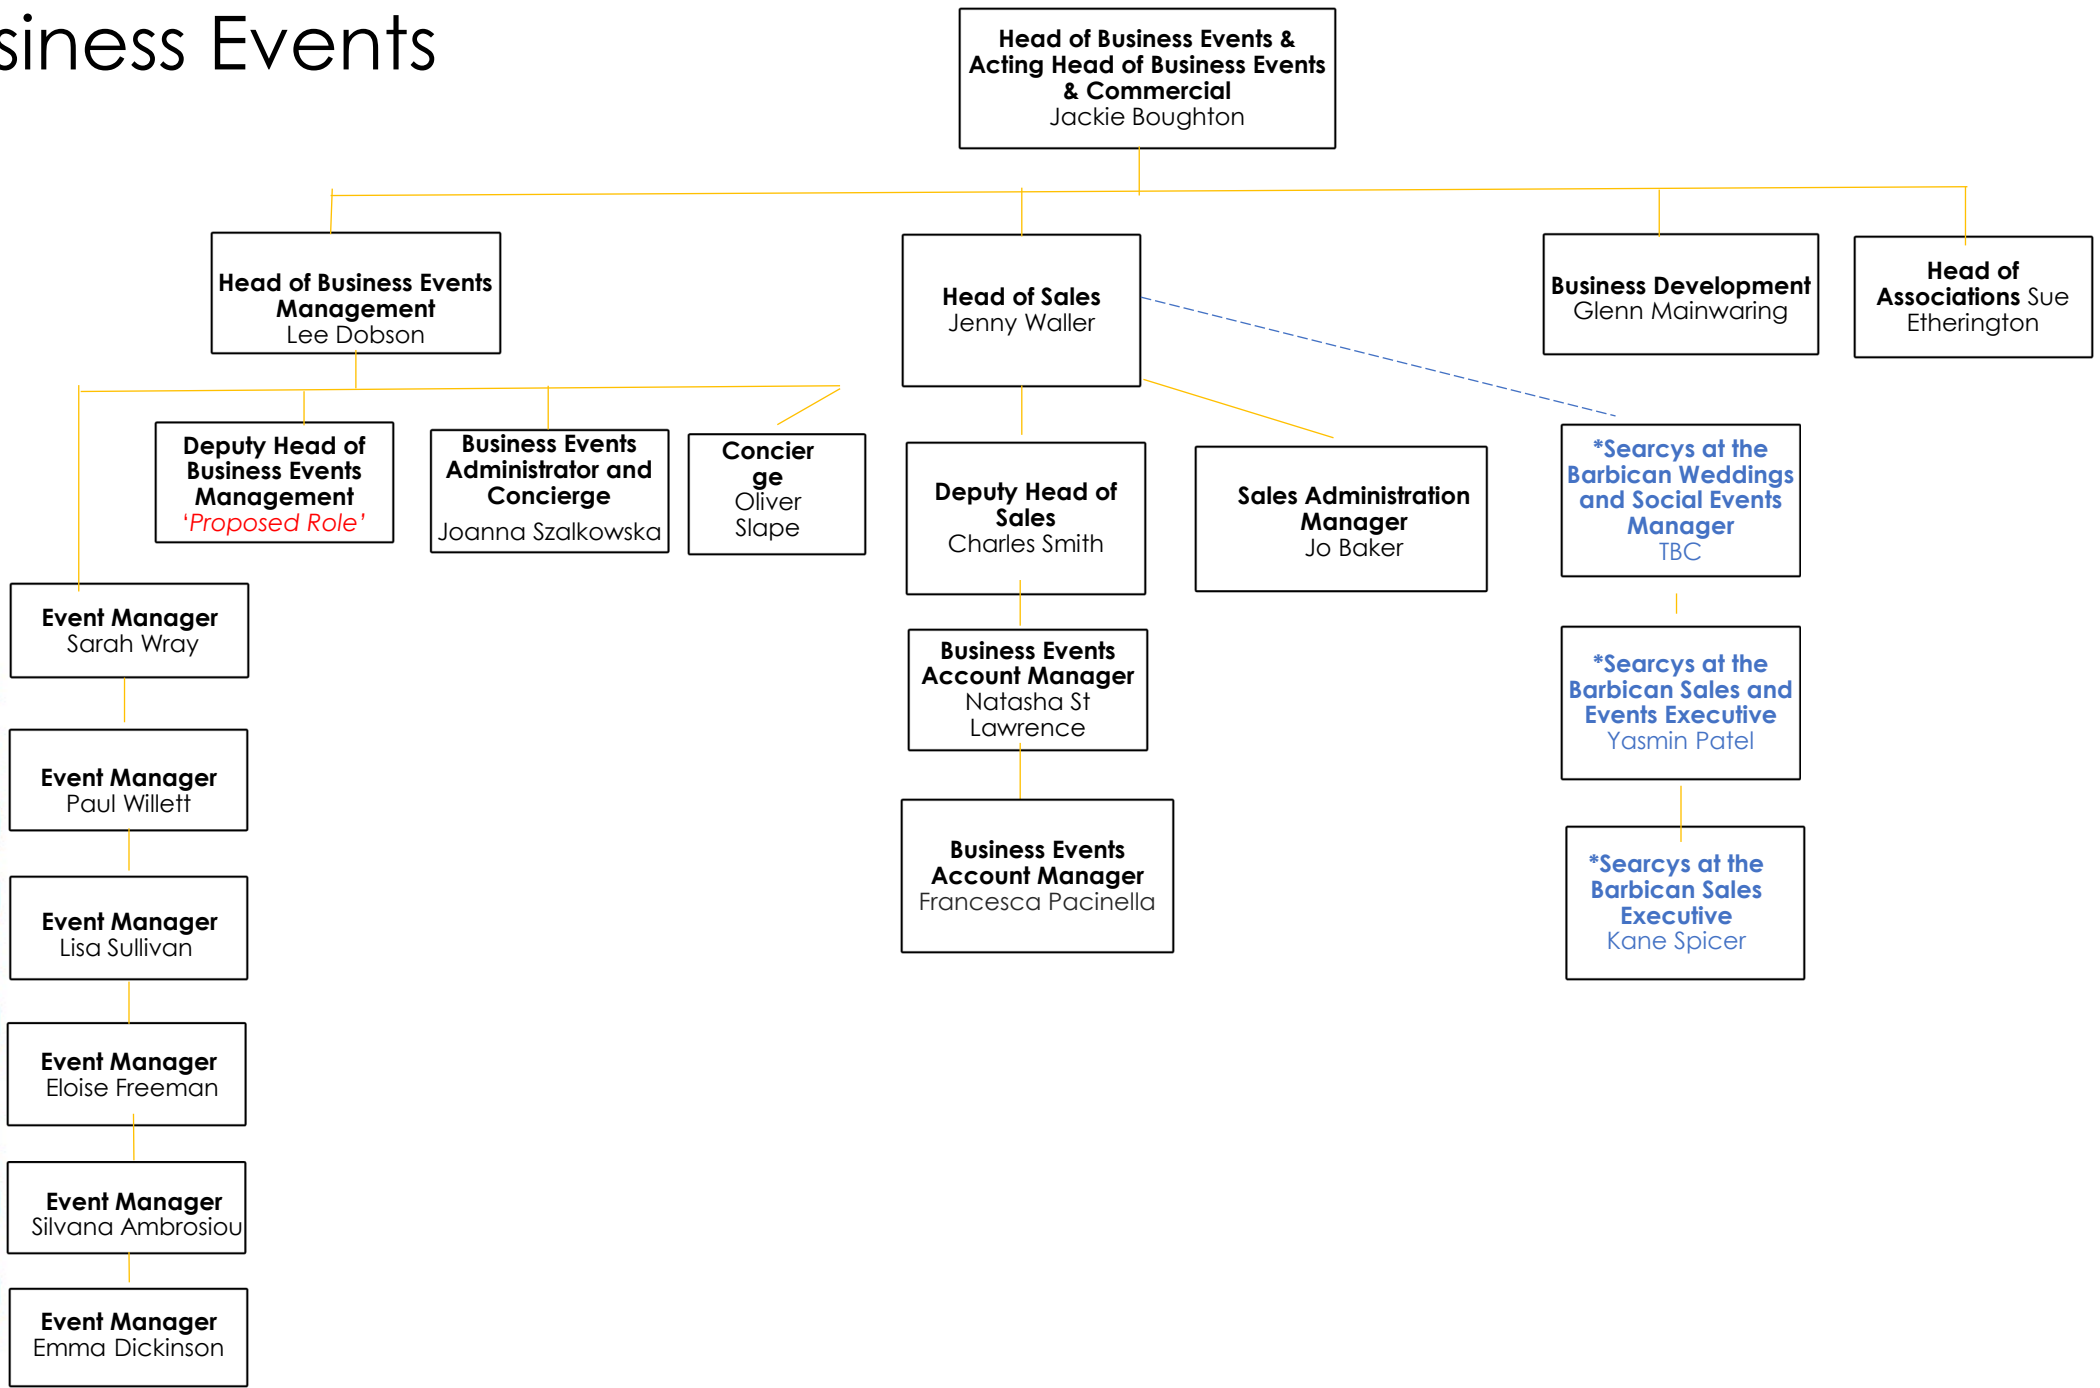 siness Events
Head of Business Events &
Acting Head of Business Events
& Commercial
Jackie Boughton
Head of Business Events
Management
Lee Dobson
Head of Sales
Jenny Waller
Business Development
Glenn Mainwaring
Head of
Associations Sue
Etherington
Deputy Head of
Business Events
Management
‘Proposed Role’
Business Events
Administrator and
Concierge
Joanna Szalkowska
Concier
ge
Oliver
Slape
Deputy Head of
Sales
Charles Smith
Sales Administration
Manager
Jo Baker
*Searcys at the
Barbican Weddings
and Social Events
Manager
TBC
Event Manager
Sarah Wray
Business Events
Account Manager
Natasha St
Lawrence
*Searcys at the
Barbican Sales and
Events Executive
Yasmin Patel
Event Manager
Paul Willett
Business Events
Account Manager
Francesca Pacinella
*Searcys at the
Barbican Sales
Executive
Kane Spicer
Event Manager
Lisa Sullivan
Event Manager
Eloise Freeman
Event Manager
Silvana Ambrosiou
Event Manager
Emma Dickinson